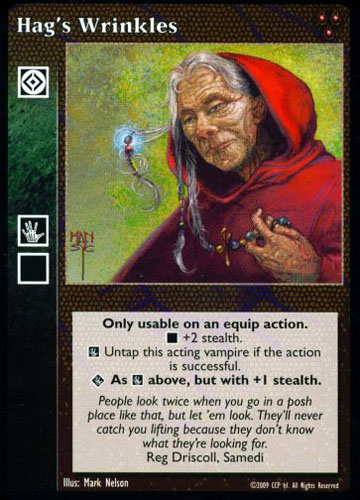 Hag's Wrinkles
MAN
Only usable on an equip action.
+2 stealth.
Untap this acting vampire if the action
is successful.
As above, but with +1 stealth.
People look twice when you go in a posh
place like that, but let 'em look. They'll never
catch you lifting because they don't know
what they're looking for.
Reg Driscoll, Samedi
Illus: Mark Nelson
©2009 CCP hf. All Rights Reserved